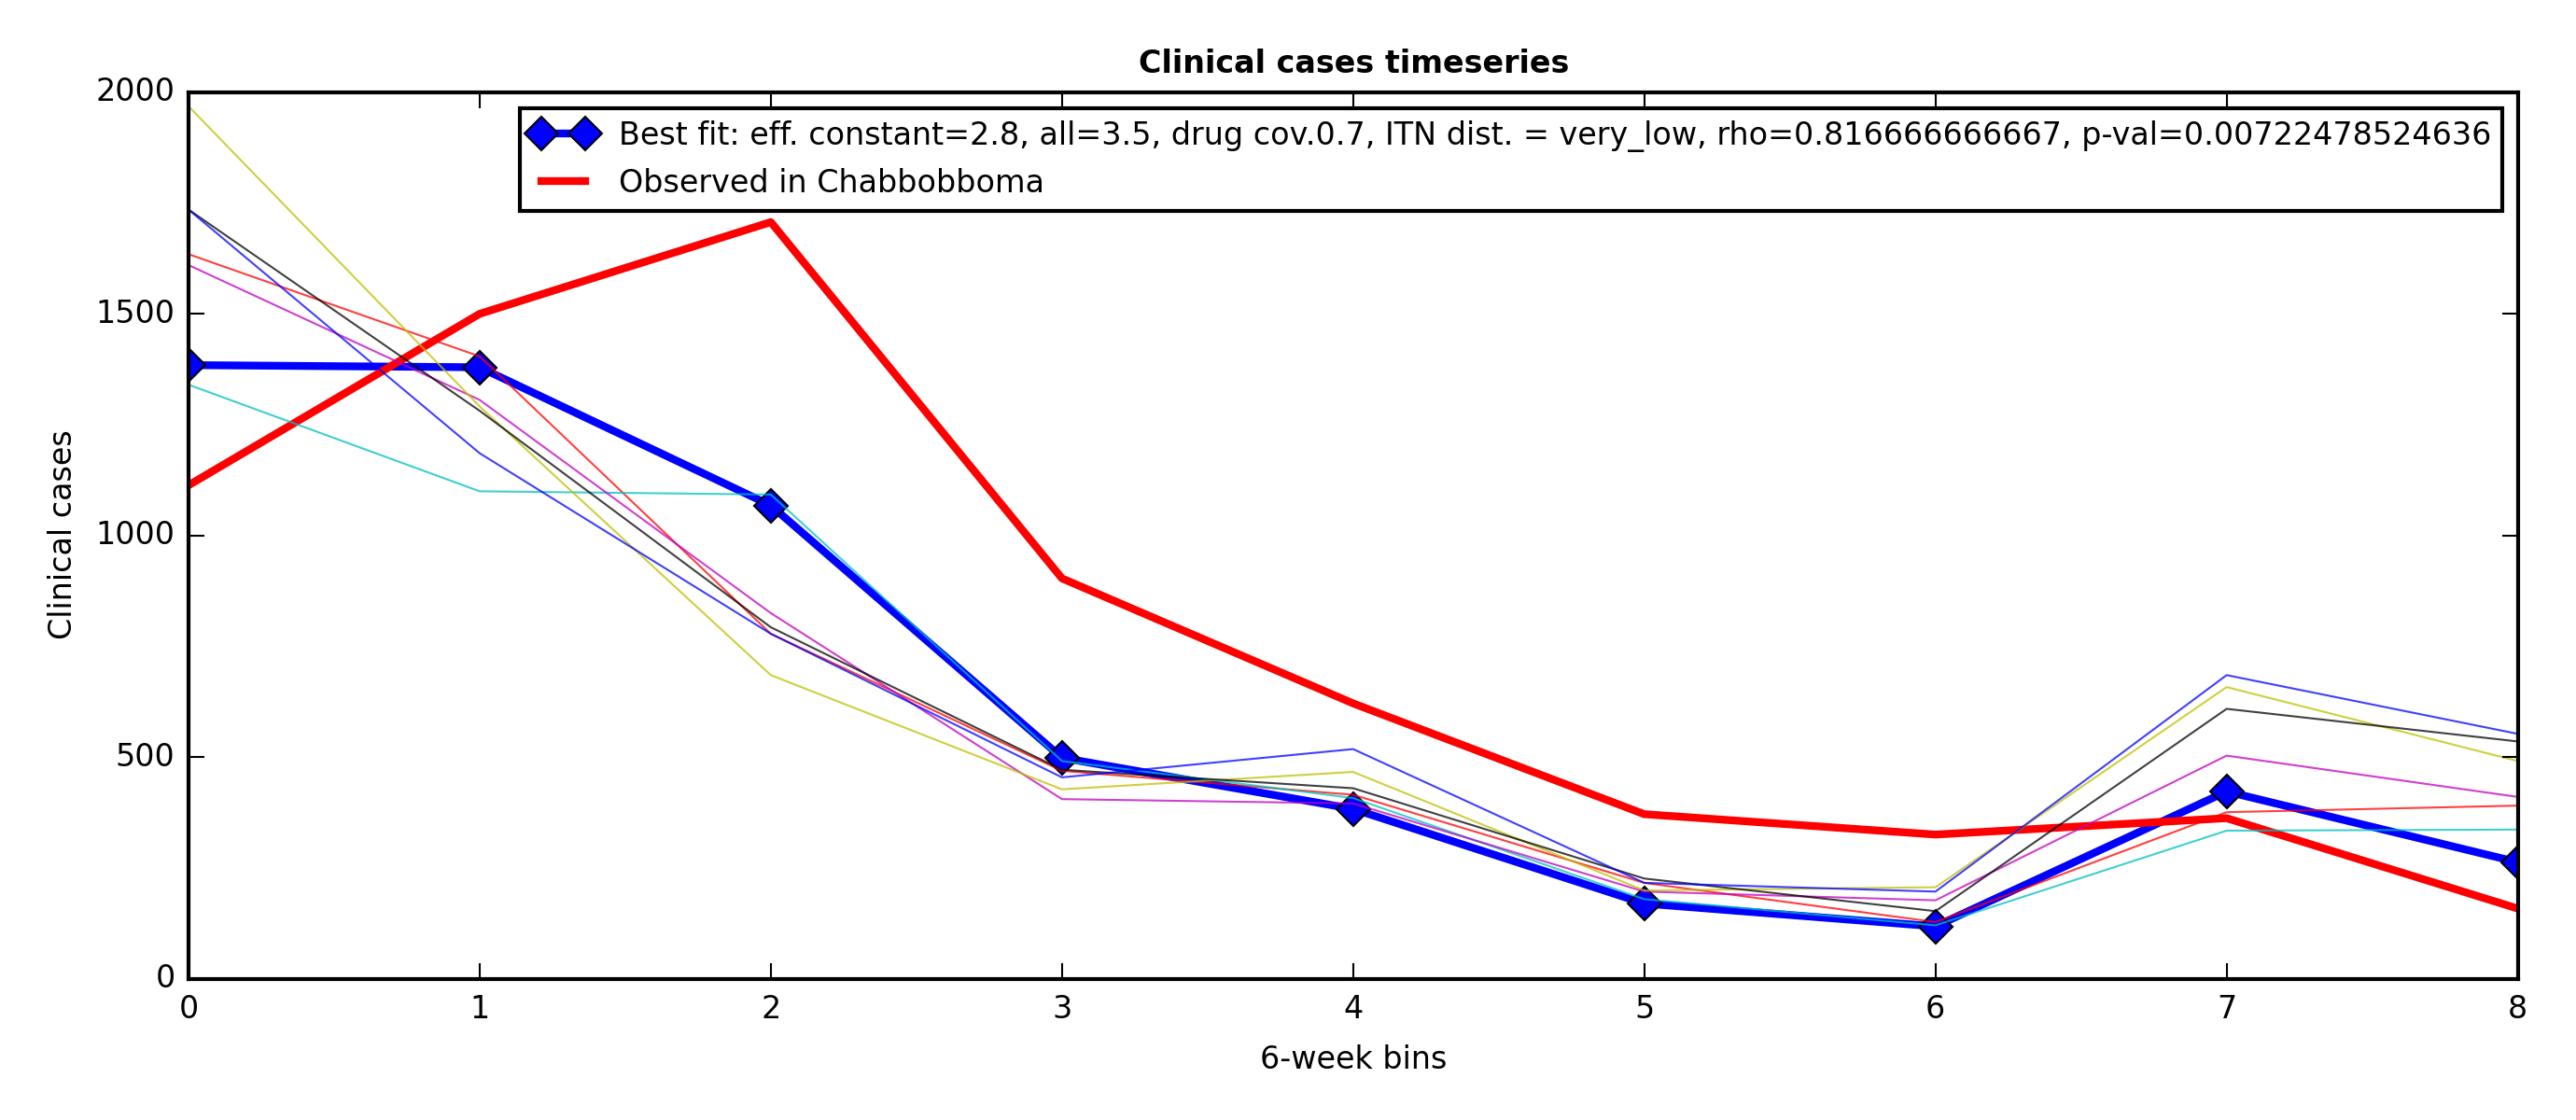 Clinical cases timeseries
2000
Best fit: eff. constant=2.8, all=3.5, drug cov.0.7, ITN dist. = very_low, rho=0.816666666667, p-val=0.00722478524636
Observed in Chabbobboma
1500
1000
500
0
Clinical cases
0 1 2 3 4 5 6 7 8
6-week bins